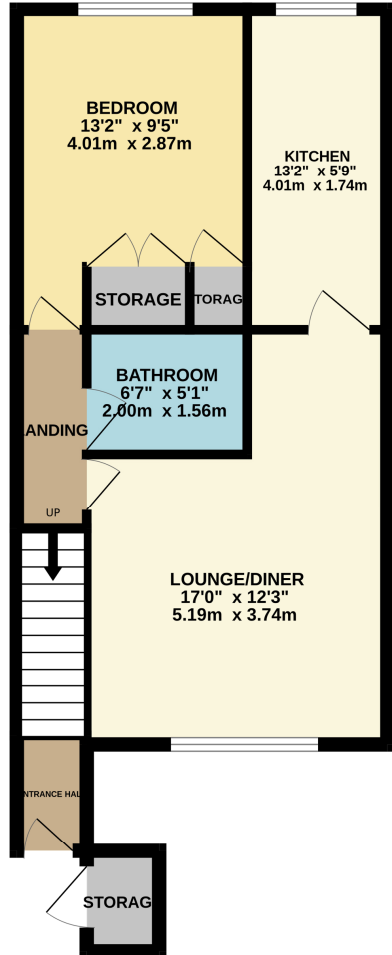 BEDROOM
13'2" x 9'5"
4.01m x 2.87m
KITCHEN
13'2" x 5'9"
4.01m x 1.74m
STORAGE
TORAG
BATHROOM
6'7" x 5'1"
2.00m x 1.56m
ANDING
UP
LOUNGE/DINER
17'0" x 12'3"
5.19m x 3.74m
NTRANCE HAL
STORAG